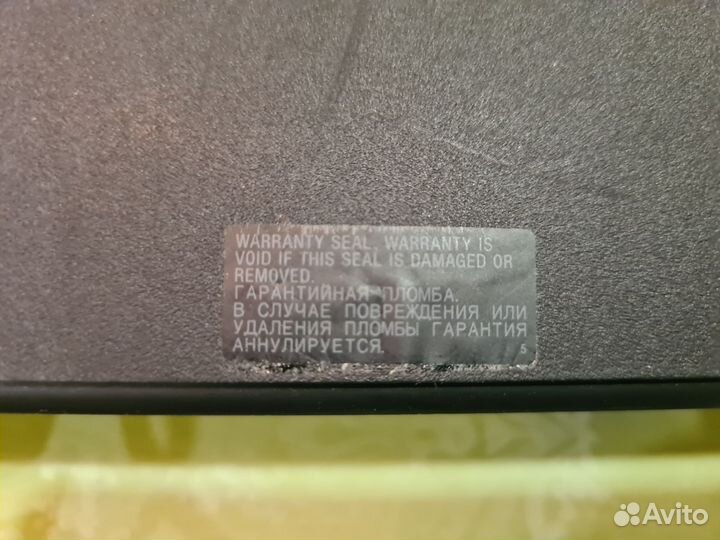 WARRANTY SEAL. WARRANTY IS
VOID IF THIS SEAL IS DAMAGED OR
REMOVED.
ГАРАНТИЙНАЯ ПЛОМБА.
В СЛУЧАЕ ПОВРЕЖДЕНИЯ ИЛИ
УДАЛЕНИЯ ПЛОМБЫ ГАРАНТИЯ
АННУЛИРУЕТСЯ. 5
Avito